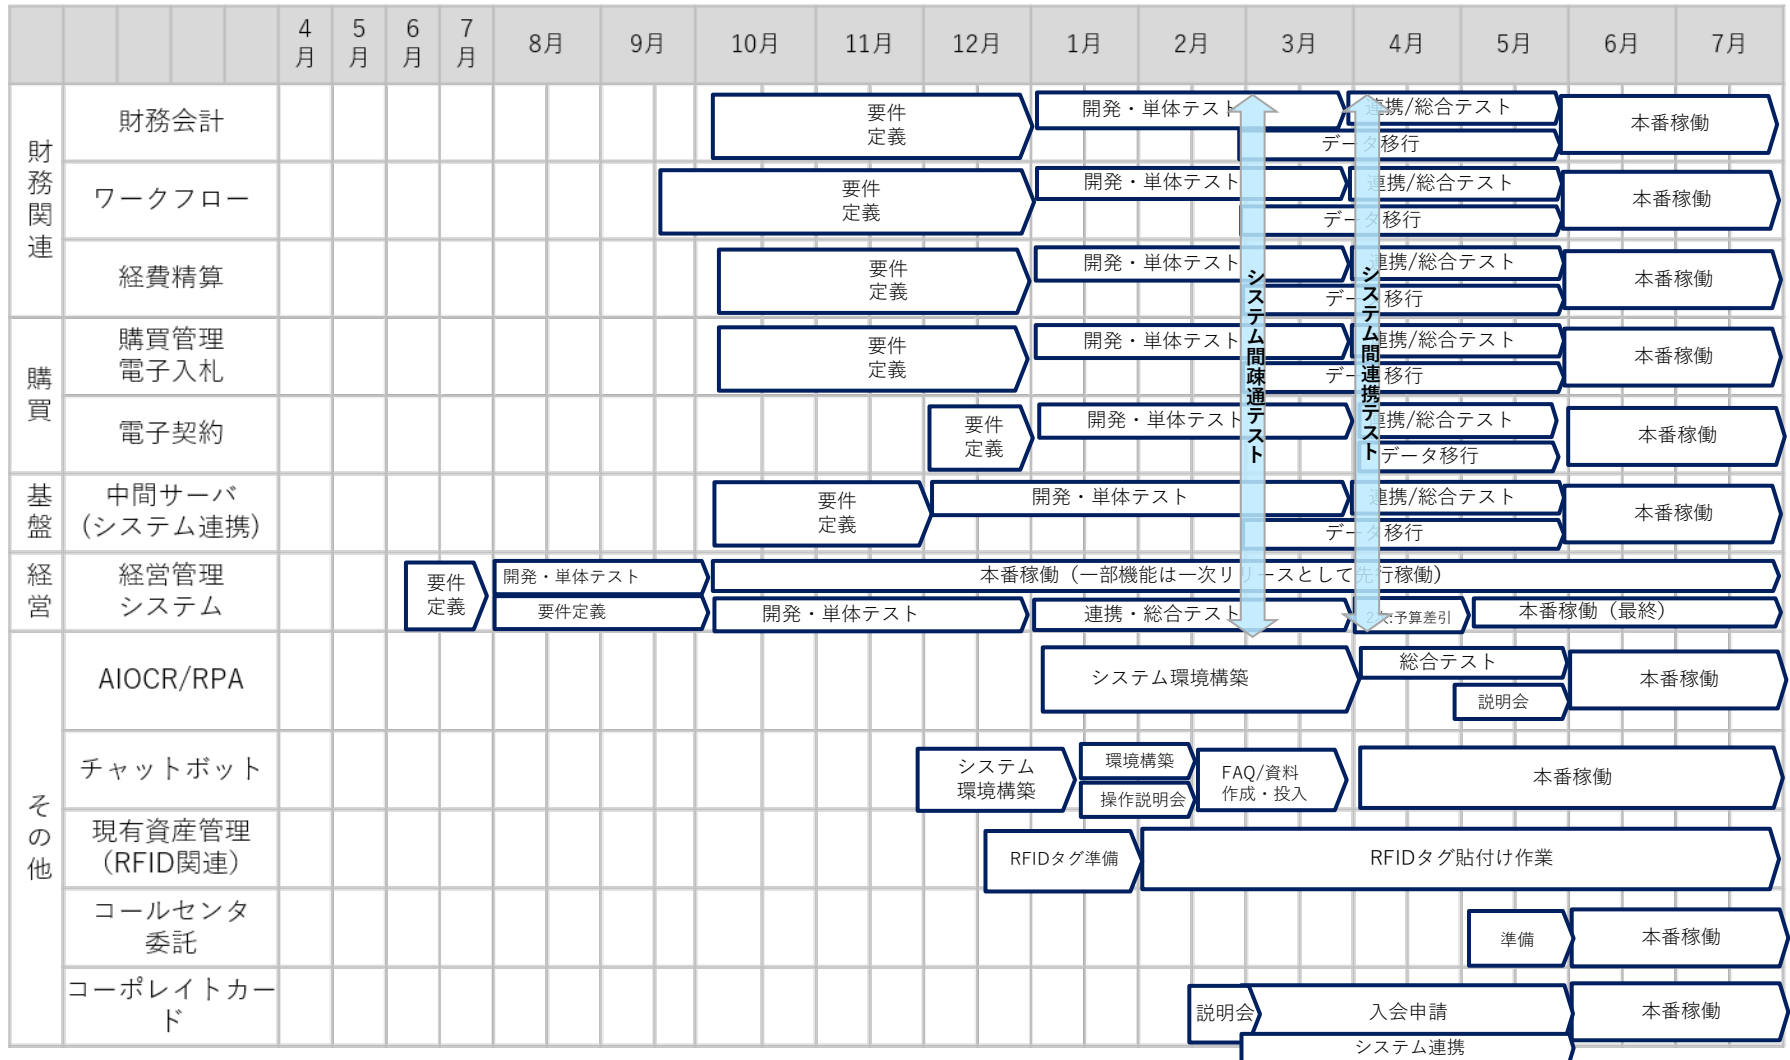 4月
5月
6月
7月
8月
9月
10月
11月
12月
1月
2月
3月
4月
5月
6月
7月
財務関連
財務会計
要件
定義
開発・単体テスト
連携/総合テスト
データ移行
本番稼働
ワークフロー
要件
定義
開発・単体テスト
連携/総合テスト
データ移行
本番稼働
経費精算
要件
定義
開発・単体テスト
連携/総合テスト
データ移行
本番稼働
システム間疎通テスト
システム間連携テスト
購買
購買管理
電子入札
要件
定義
開発・単体テスト
連携/総合テスト
データ移行
本番稼働
電子契約
要件
定義
開発・単体テスト
連携/総合テスト
データ移行
本番稼働
基盤
中間サーバ
(システム連携)
要件
定義
開発・単体テスト
連携/総合テスト
データ移行
本番稼働
経営
経営管理
システム
要件
定義
開発・単体テスト
本番稼働（一部機能は一次リリースとして先行稼働）
要件定義
開発・単体テスト
連携・総合テスト
2次:予算差引
本番稼働（最終）
その他
AIOCR/RPA
システム環境構築
総合テスト
説明会
本番稼働
チャットボット
システム
環境構築
環境構築
操作説明会
FAQ/資料
作成・投入
本番稼働
現有資産管理
（RFID関連）
RFIDタグ準備
RFIDタグ貼付け作業
コールセンタ
委託
準備
本番稼働
コーポレイトカー
ド
説明会
入会申請
システム連携
本番稼働